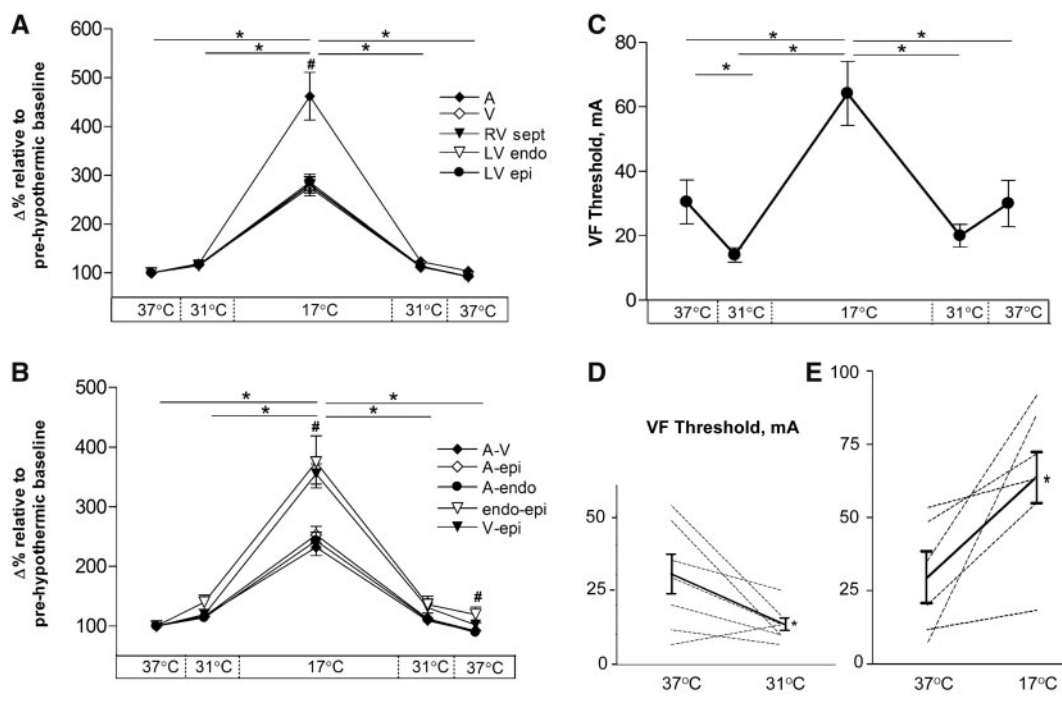 A
Δ% relative to
pre-hypothermic baseline
600
500
400
300
200
100
*
*
*
*
#
A
V
RV sept
LV endo
LV epi
37°C
31°C
17°C
31°C
37°C
B
Δ% relative to
pre-hypothermic baseline
500
400
300
200
100
*
*
*
*
#
#
A-V
A-epi
A-endo
endo-epi
V-epi
37°C
31°C
17°C
31°C
37°C
C
VF Threshold, mA
80
60
40
20
0
*
*
*
*
*
37°C
31°C
17°C
31°C
37°C
D
VF Threshold, mA
50
25
0
*
37°C
31°C
E
100
75
50
25
0
*
37°C
17°C